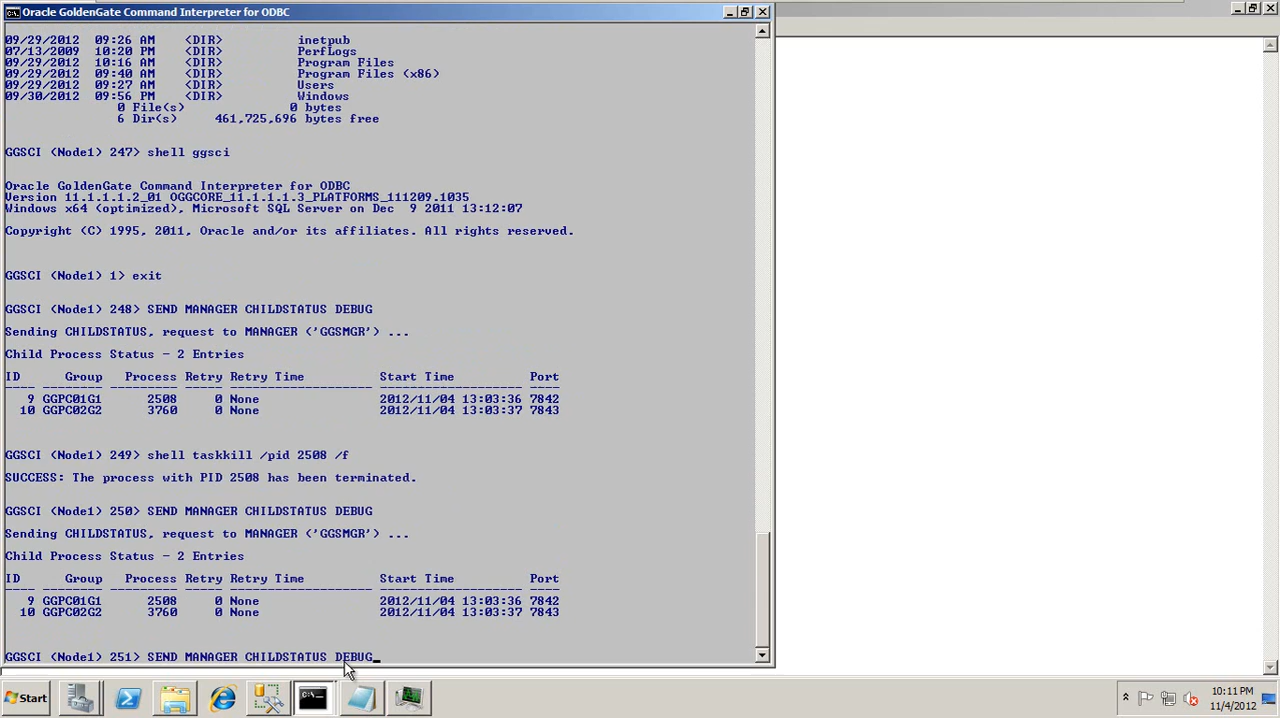 Oracle GoldenGate Command Interpreter for ODBC
09/29/2012  09:26 AM    <DIR>          inetpub
07/13/2009  10:20 PM    <DIR>          PerfLogs
09/29/2012  10:16 AM    <DIR>          Program Files
09/29/2012  09:40 AM    <DIR>          Program Files (x86)
09/29/2012  09:27 AM    <DIR>          Users
09/30/2012  09:56 PM    <DIR>          Windows
0 File(s)              0 bytes
6 Dir(s)     461,725,696 bytes free
GGSCI (Node1) 247> shell ggsci
Oracle GoldenGate Command Interpreter for ODBC
Version 11.1.1.1.2_01 OGGCORE_11.1.1.1.3_PLATFORMS_111209.1035
Windows x64 (optimized), Microsoft SQL Server on Dec  9 2011 13:12:07
Copyright (C) 1995, 2011, Oracle and/or its affiliates. All rights reserved.
GGSCI (Node1) 1> exit
GGSCI (Node1) 248> SEND MANAGER CHILDSTATUS DEBUG
Sending CHILDSTATUS, request to MANAGER ('GGSMGR') ...
Child Process Status - 2 Entries
ID      Group   Process Retry Retry Time          Start Time          Port
9 GGPC01G1      2508     0 None                2012/11/04 13:03:36 7842
10 GGPC02G2      3760     0 None                2012/11/04 13:03:37 7843
GGSCI (Node1) 249> shell taskkill /pid 2508 /f
SUCCESS: The process with PID 2508 has been terminated.
GGSCI (Node1) 250> SEND MANAGER CHILDSTATUS DEBUG
Sending CHILDSTATUS, request to MANAGER ('GGSMGR') ...
Child Process Status - 2 Entries
ID      Group   Process Retry Retry Time          Start Time          Port
9 GGPC01G1      2508     0 None                2012/11/04 13:03:36 7842
10 GGPC02G2      3760     0 None                2012/11/04 13:03:37 7843
GGSCI (Node1) 251> SEND MANAGER CHILDSTATUS DEBUG_
Start
10:11 PM
11/4/2012